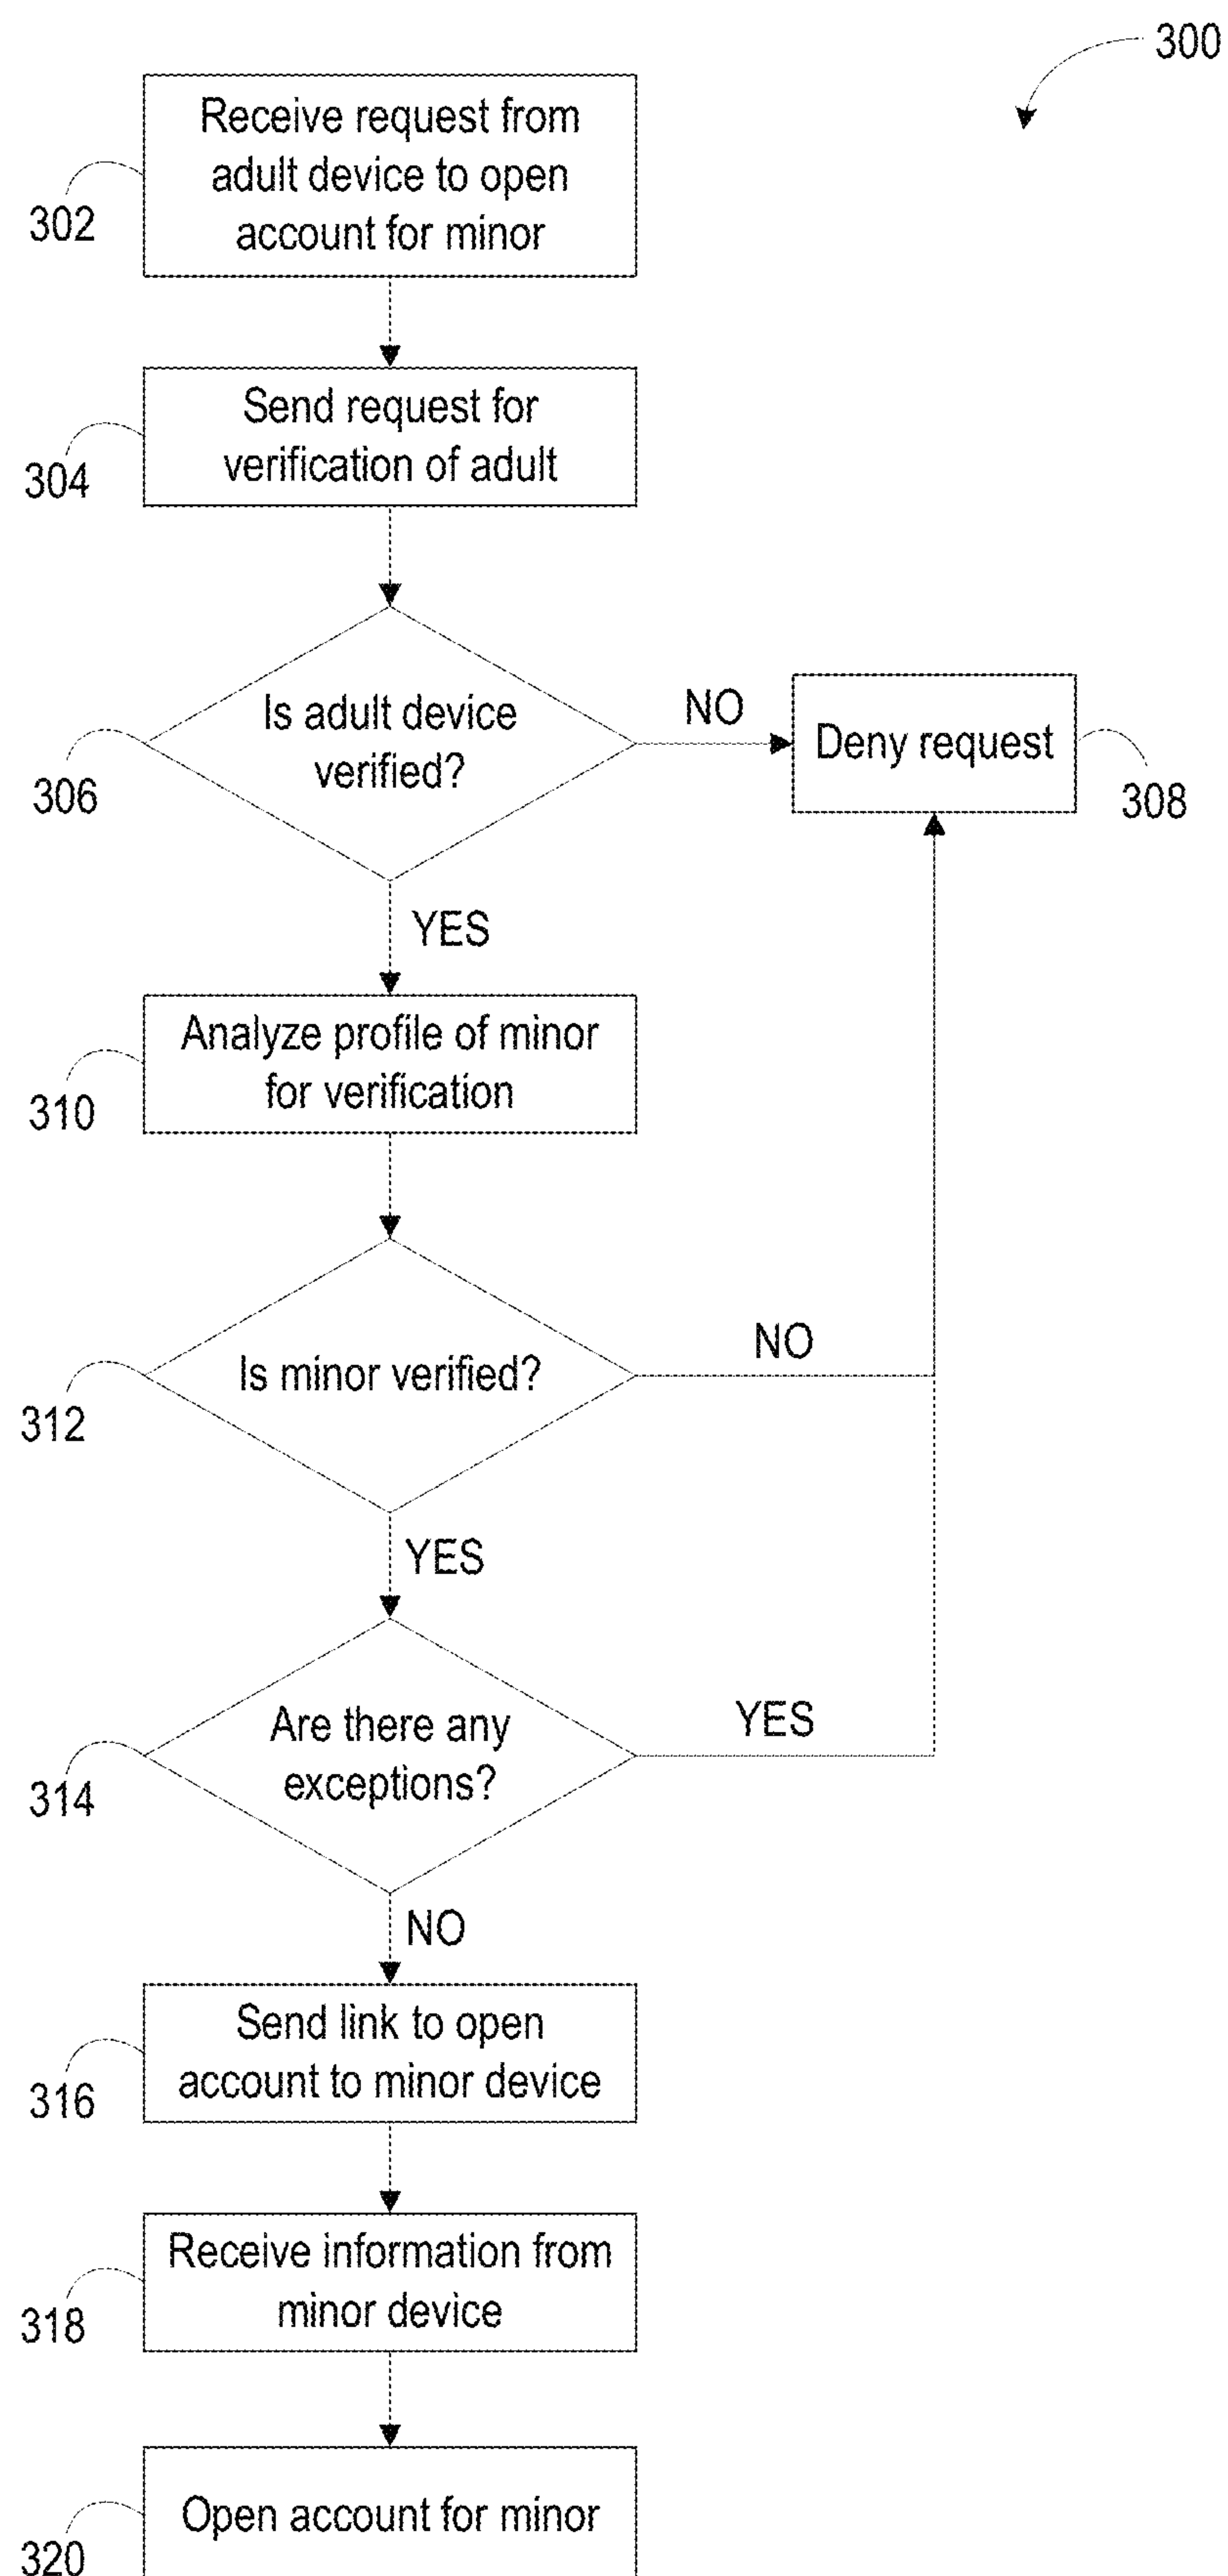 300
Receive request from
adult device to open
account for minor
302
Send request for
verification of adult
304
Is adult device
verified?
306
NO
Deny request
308
YES
Analyze profile of minor
for verification
310
Is minor verified?
312
NO
YES
Are there any
exceptions?
314
YES
NO
Send link to open
account to minor device
316
Receive information from
minor device
318
Open account for minor
320